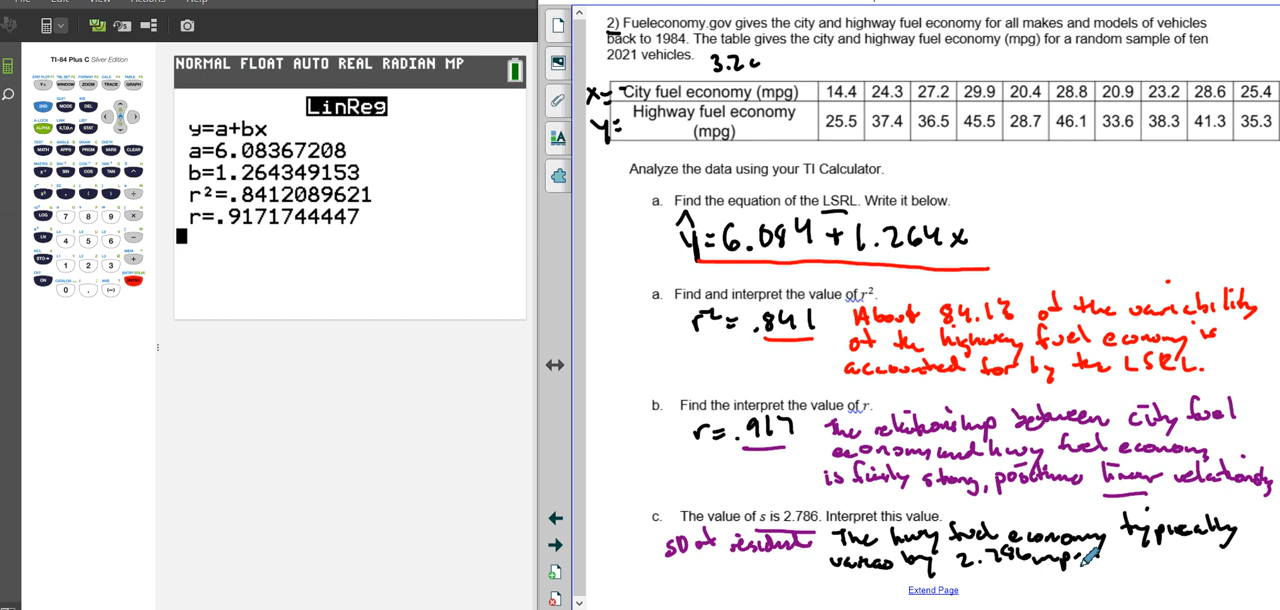 TI-84 Plus C Silver Edition
NORMAL FLOAT AUTO REAL RADIAN MP
LinReg
y=a+bx
a=6.08367208
b=1.264349153
r²=.8412089621
r=.9171744447
2) Fueleconomy.gov gives the city and highway fuel economy for all makes and models of vehicles
back to 1984. The table gives the city and highway fuel economy (mpg) for a random sample of ten
2021 vehicles.
x= City fuel economy (mpg) 14.4 24.3 27.2 29.9 20.4 28.8 20.9 23.2 28.6 25.4
y= Highway fuel economy (mpg) 25.5 37.4 36.5 45.5 28.7 46.1 33.6 38.3 41.3 35.3
Analyze the data using your TI Calculator.
a. Find the equation of the LSRL. Write it below.
ŷ=6.084+1.264x
a. Find and interpret the value of r².
r²= .841 About 84.1% of the variability
of the highway fuel economy is
accounted for by the LSRL.
b. Find the interpret the value of r.
r= .917 The relationship between city fuel
economy and hwy fuel economy
is fairly strong, positive linear relationship
c. The value of s is 2.786. Interpret this value.
SD of residuals The hwy fuel economy typically
varies by 2.786 mpg
Extend Page